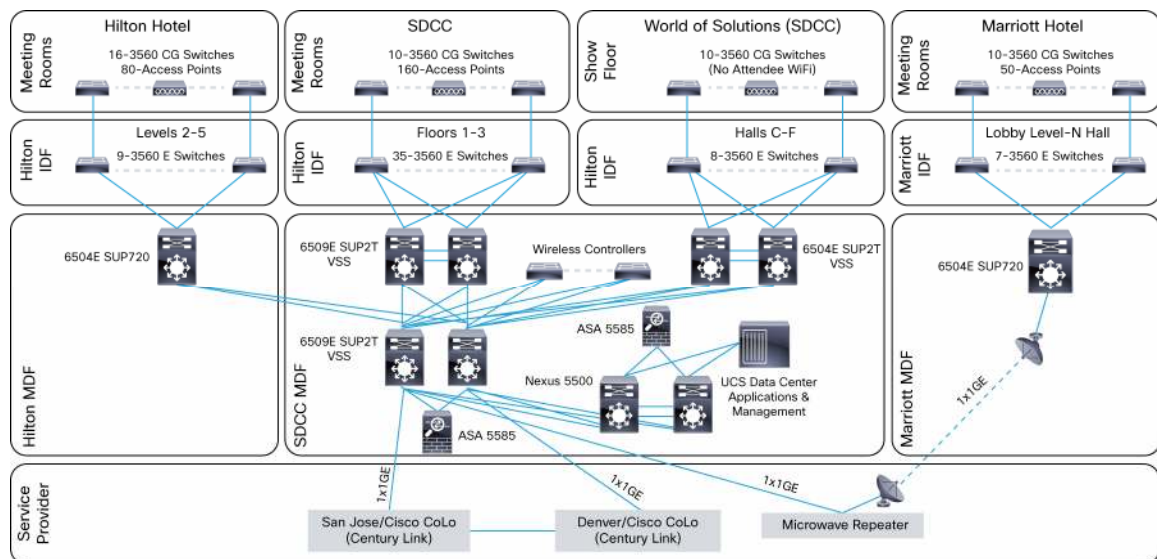 Hilton Hotel
Meeting
Rooms
16-3560 CG Switches
80-Access Points
SDCC
Meeting
Rooms
10-3560 CG Switches
160-Access Points
World of Solutions (SDCC)
Show
Floor
10-3560 CG Switches
(No Attendee WiFi)
Marriott Hotel
Meeting
Rooms
10-3560 CG Switches
50-Access Points
Hilton
IDF
Levels 2-5
9-3560 E Switches
Hilton
IDF
Floors 1-3
35-3560 E Switches
Hilton
IDF
Halls C-F
8-3560 E Switches
Marriott
IDF
Lobby Level-N Hall
7-3560 E Switches
Hilton MDF
6504E SUP720
SDCC MDF
6509E SUP2T
VSS
Wireless Controllers
6504E SUP2T
VSS
6509E SUP2T
VSS
ASA 5585
Nexus 5500
UCS Data Center
Applications &
Management
ASA 5585
Marriott MDF
6504E SUP720
1x1GE
Service
Provider
1x1GE
1x1GE
1x1GE
San Jose/Cisco CoLo
(Century Link)
Denver/Cisco CoLo
(Century Link)
Microwave Repeater